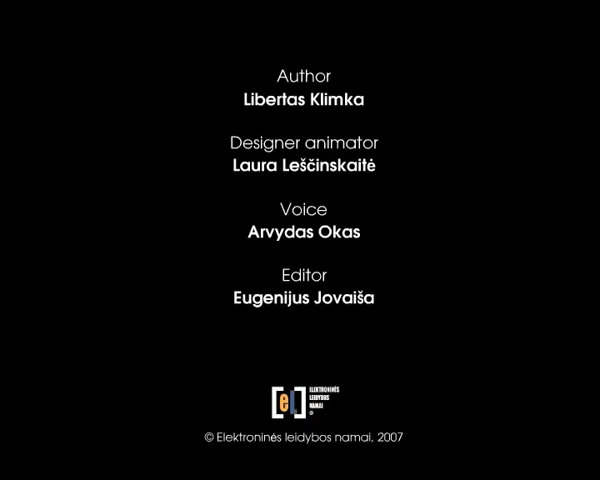 Author
Libertas Klimka
Designer animator
Laura Leščinskaitė
Voice
Arvydas Okas
Editor
Eugenijus Jovaiša
[el]
ELEKTRONINĖS
LEIDYBOS
NAMAI
®
© Elektroninės leidybos namai, 2007